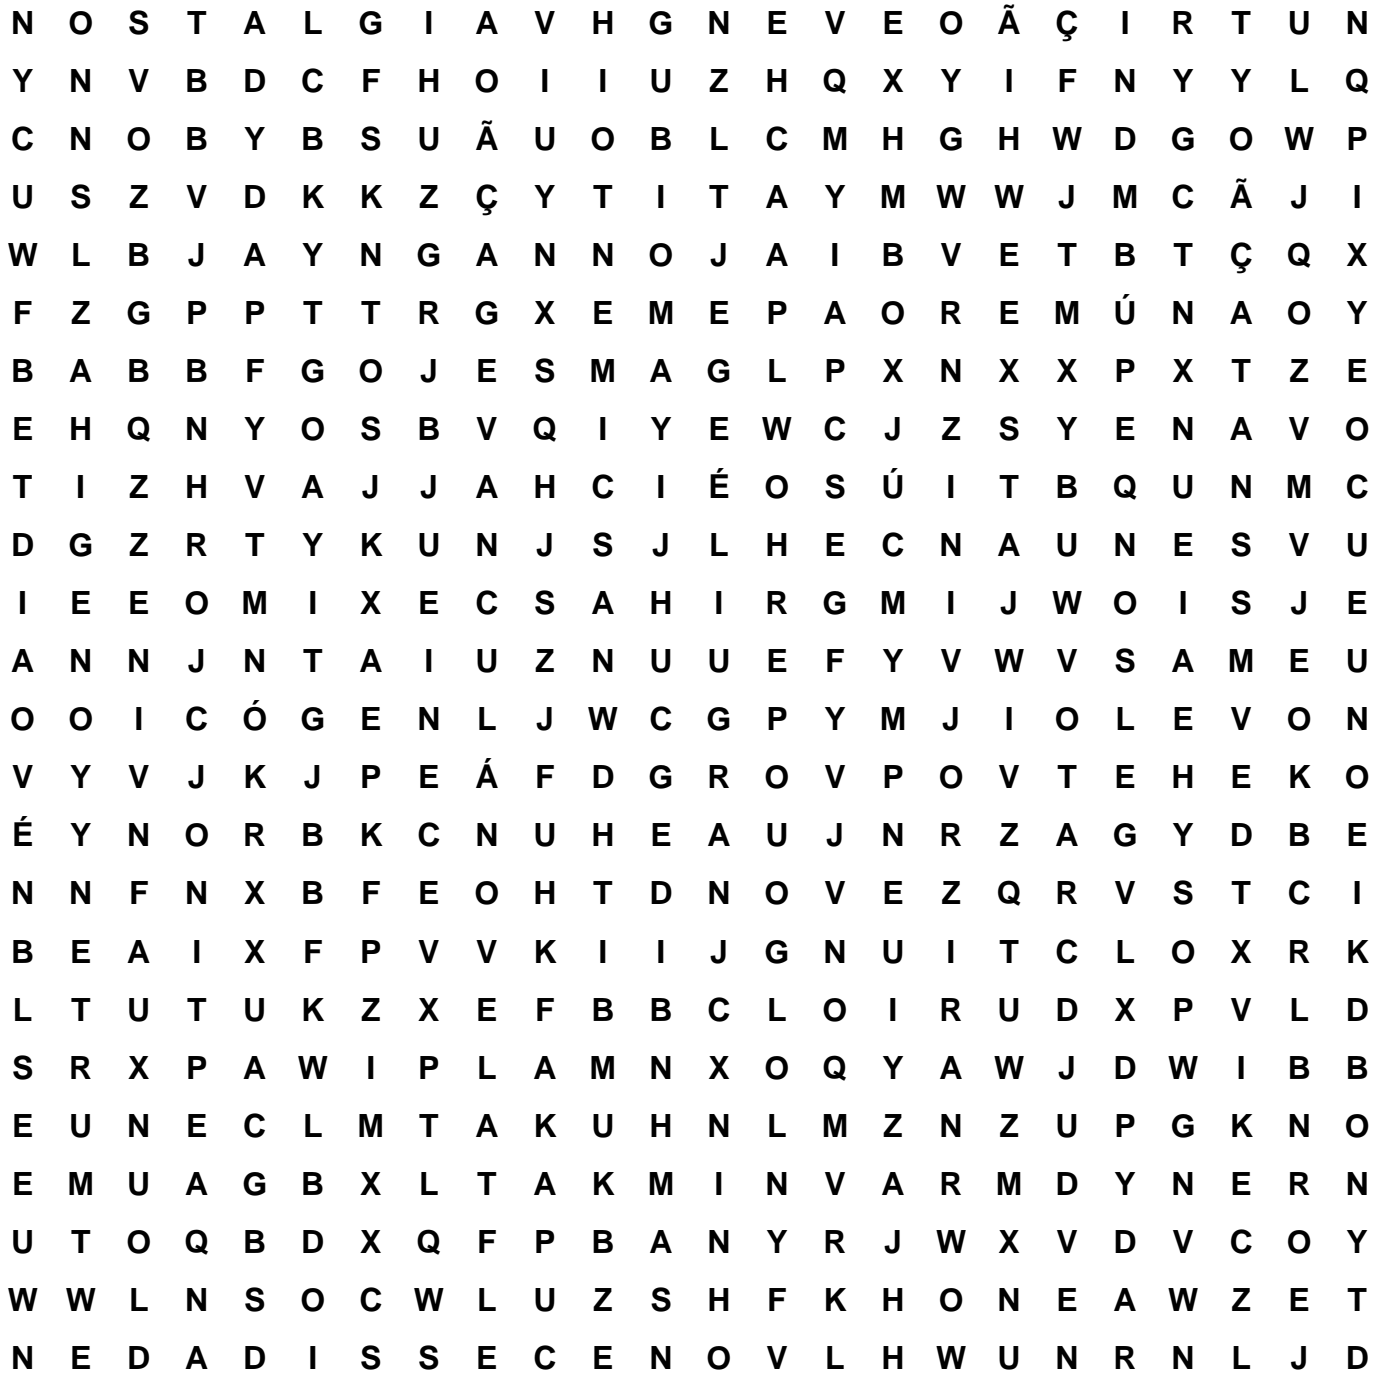 N O S T A L G I A V H G N E V E O Ã Ç I R T U N
Y N V B D C F H O I I U Z H Q X Y I F N Y Y L Q
C N O B Y B S U Ã U O B L C M H G H W D G O W P
U S Z V D K K Z Ç Y T I T A Y M W W J M C Ã J I
W L B J A Y N G A N N O J A I B V E T B T Ç Q X
F Z G P P T T R G X E M E P A O R E M Ú N A O Y
B A B B F G O J E S M A G L P X N X X P X T Z E
E H Q N Y O S B V Q I Y E W C J Z S Y E N A V O
T I Z H V A J J A H C I É O S Ú I T B Q U N M C
D G Z R T Y K U N J S J L H E C N A U N E S V U
I E E O M I X E C S A H I R G M I J W O I S J E
A N N J N T A I U Z N U U E F Y V W V S A M E U
O O I C Ó G E N L J W C G P Y M J I O L E V O N
V Y V J K J P E Á F D G R O V P O V T E H E K O
É Y N O R B K C N U H E A U J N R Z A G Y D B E
N N F N X B F E O H T D N O V E Z Q R V S T C I
B E A I X F P V V K I I J G N U I T C L O X R K
L T U T U K Z X E F B B C L O I R U D X P V L D
S R X P A W I P L A M N X O Q Y A W J D W I B B
E U N E C L M T A K U H N L M Z N Z U P G K N O
E M U A G B X L T A K M I N V A R M D Y N E R N
U T O Q B D X Q F P B A N Y R J W X V D V C O Y
W W L N S O C W L U Z S H F K H O N E A W Z E T
N E D A D I S S E C E N O V L H W U N R N L J D